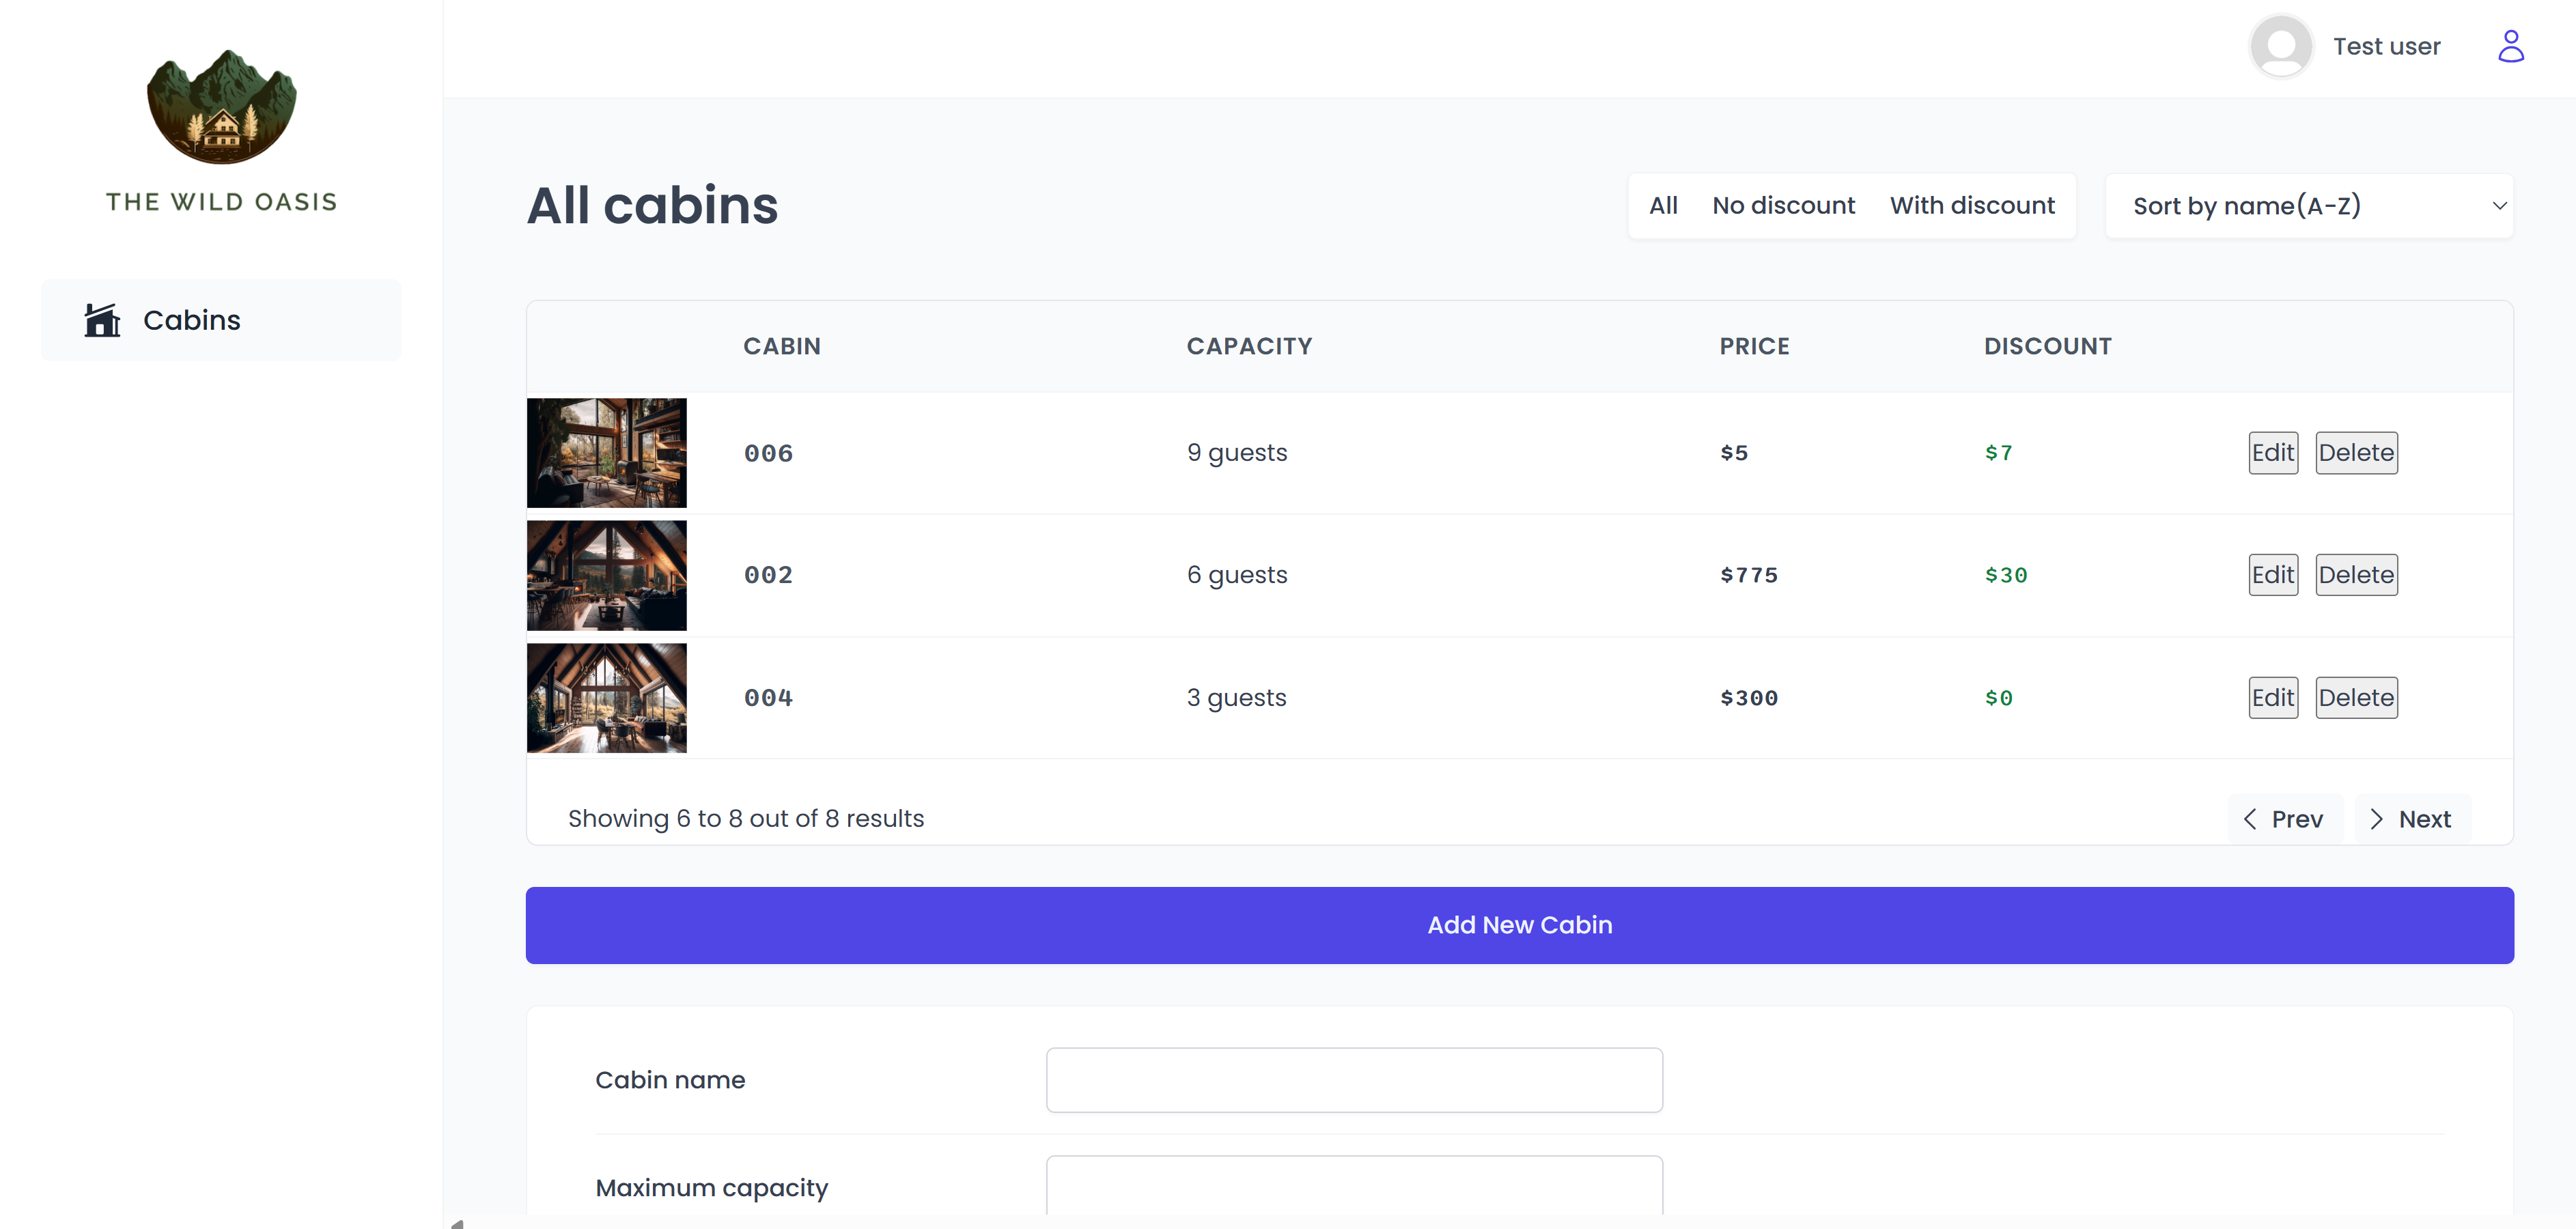 THE WILD OASIS
Cabins
Test user
All cabins
All No discount With discount Sort by name(A-Z)
CABIN CAPACITY PRICE DISCOUNT
006 9 guests $5 $7 Edit Delete
002 6 guests $775 $30 Edit Delete
004 3 guests $300 $0 Edit Delete
Showing 6 to 8 out of 8 results Prev Next
Add New Cabin
Cabin name
Maximum capacity